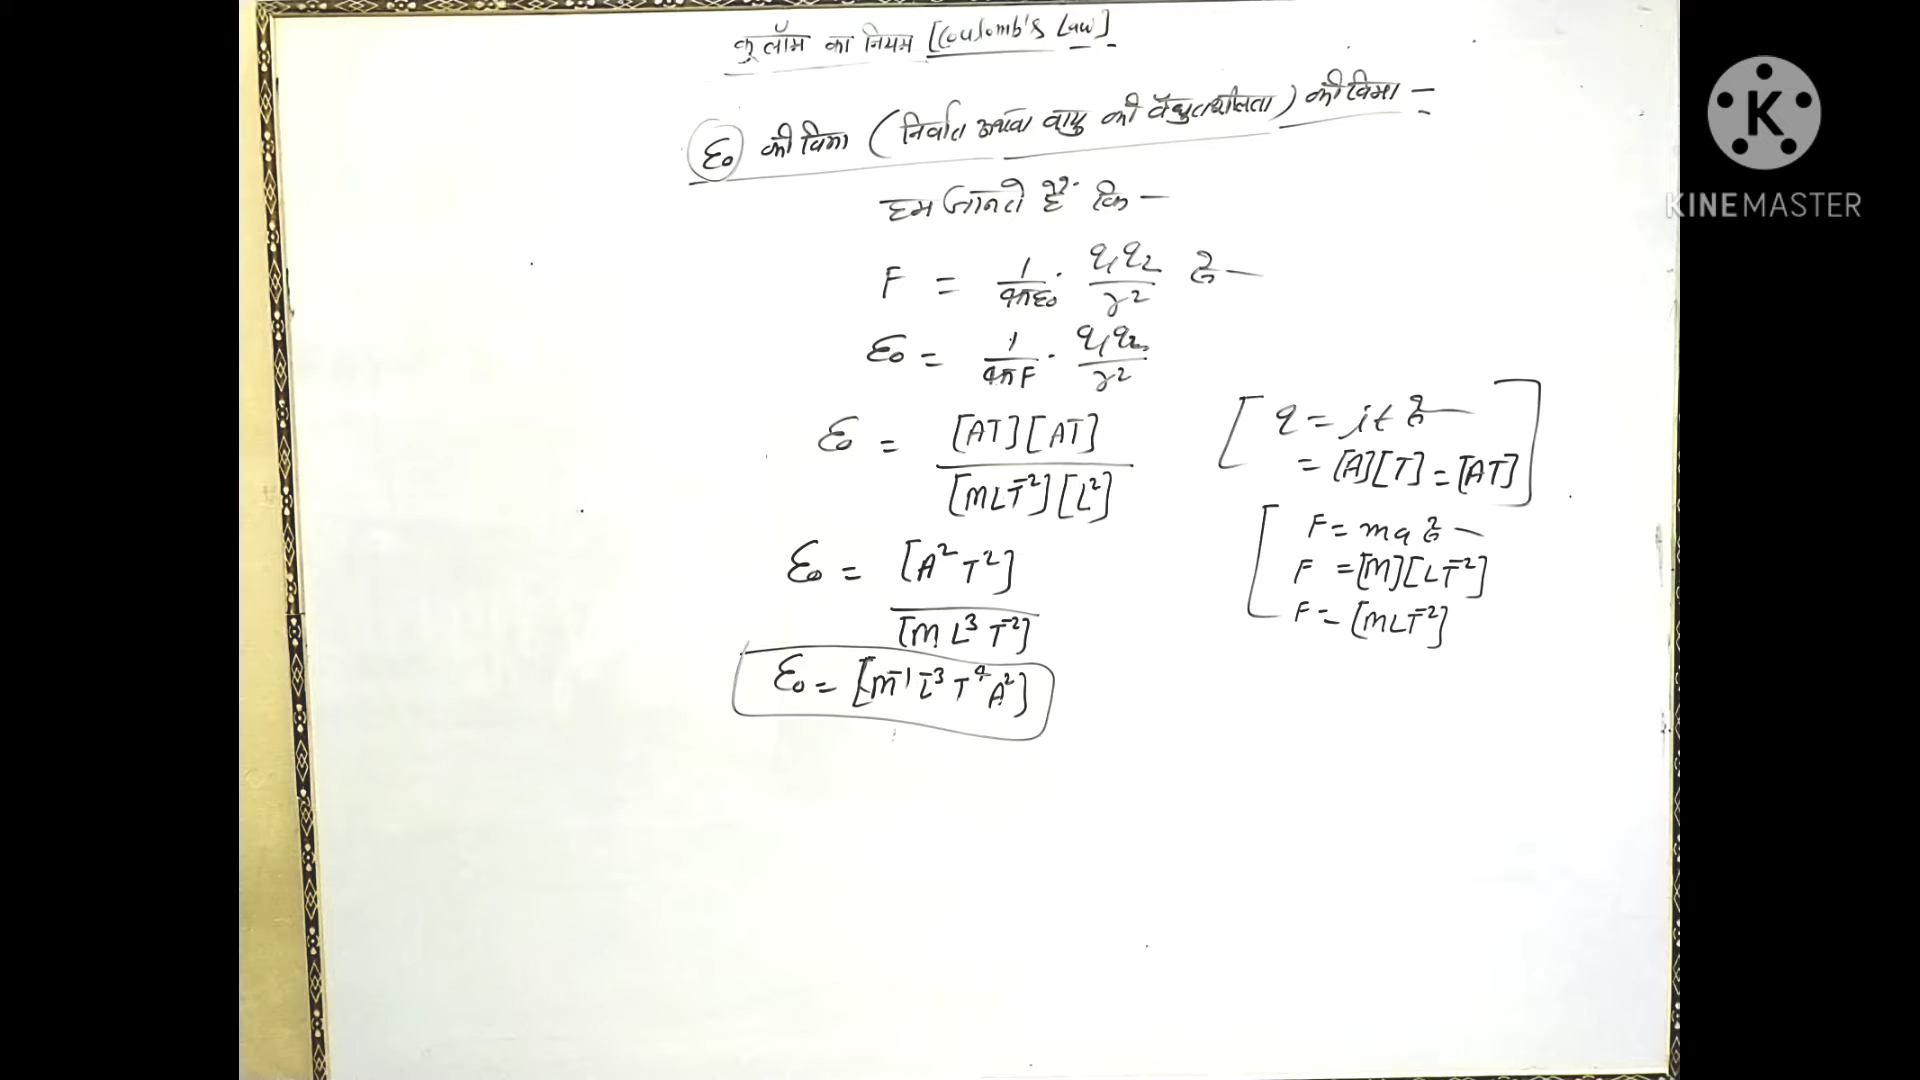 कूलॉम का नियम [Coulomb's Law]
ε₀ की विमा (निर्वात अथवा वायु की वैद्युतशीलता) की विमा –
हम जानते हैं कि –
F = 1/4πε₀ · q₁q₂/r² है –
ε₀ = 1/4πF · q₁q₂/r²
ε₀ = [AT][AT]/[MLT⁻²][L²]
[q = it है –
= [A][T] = [AT]]
ε₀ = [A²T²]/[ML³T⁻²]
[F = ma है –
F = [M][LT⁻²]
F = [MLT⁻²]
ε₀ = [M⁻¹L⁻³T⁴A²]
K
KINEMASTER